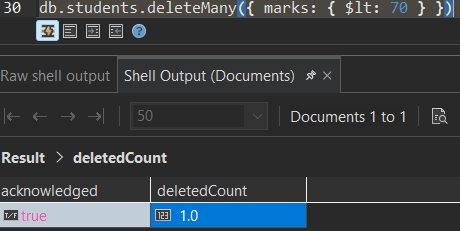 30 db.students.deleteMany({ marks: { $lt: 70 } })
Raw shell output Shell Output (Documents)
50 Documents 1 to 1
Result > deletedCount
acknowledged deletedCount
T/F true 123 1.0